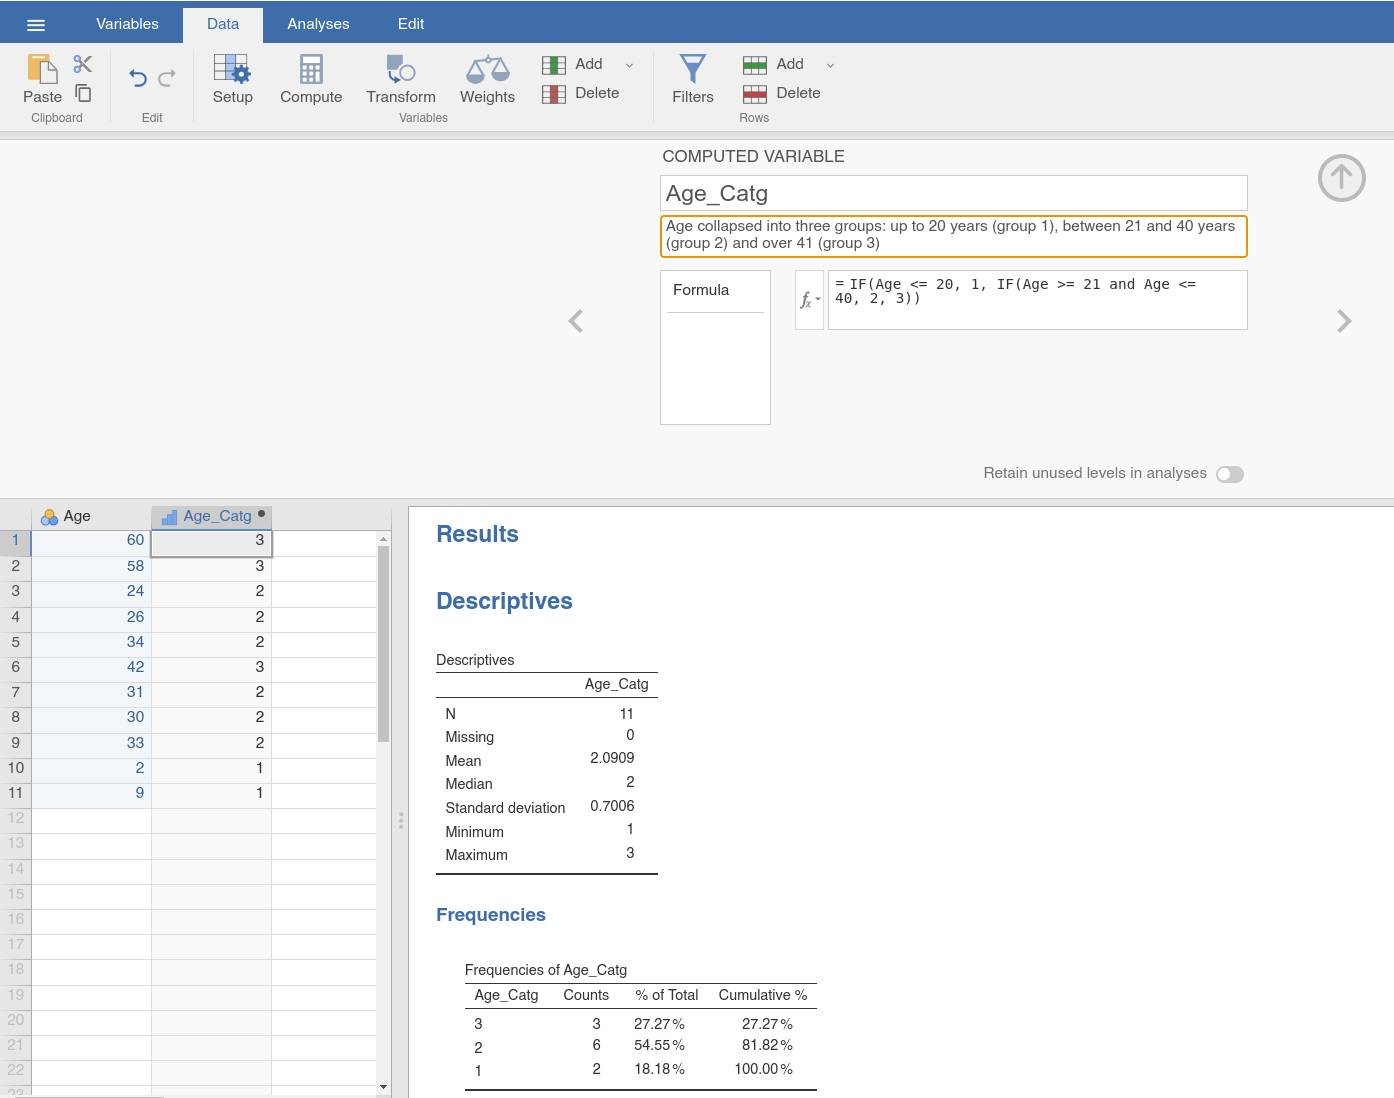 Variables Data Analyses Edit
Paste Setup Compute Transform Weights Add Delete Filters Add Delete
Clipboard Edit Variables Rows
COMPUTED VARIABLE
Age_Catg
Age collapsed into three groups: up to 20 years (group 1), between 21 and 40 years
(group 2) and over 41 (group 3)
Formula
fx
= IF(Age <= 20, 1, IF(Age >= 21 and Age <=
40, 2, 3))
Retain unused levels in analyses
Age Age_Catg
1 60 3
2 58 3
3 24 2
4 26 2
5 34 2
6 42 3
7 31 2
8 30 2
9 33 2
10 2 1
11 9 1
12
13
14
15
16
17
18
19
20
21
22
23
Results
Descriptives
Descriptives
Age_Catg
N 11
Missing 0
Mean 2.0909
Median 2
Standard deviation 0.7006
Minimum 1
Maximum 3
Frequencies
Frequencies of Age_Catg
Age_Catg Counts % of Total Cumulative %
3 3 27.27 % 27.27 %
2 6 54.55 % 81.82 %
1 2 18.18 % 100.00 %